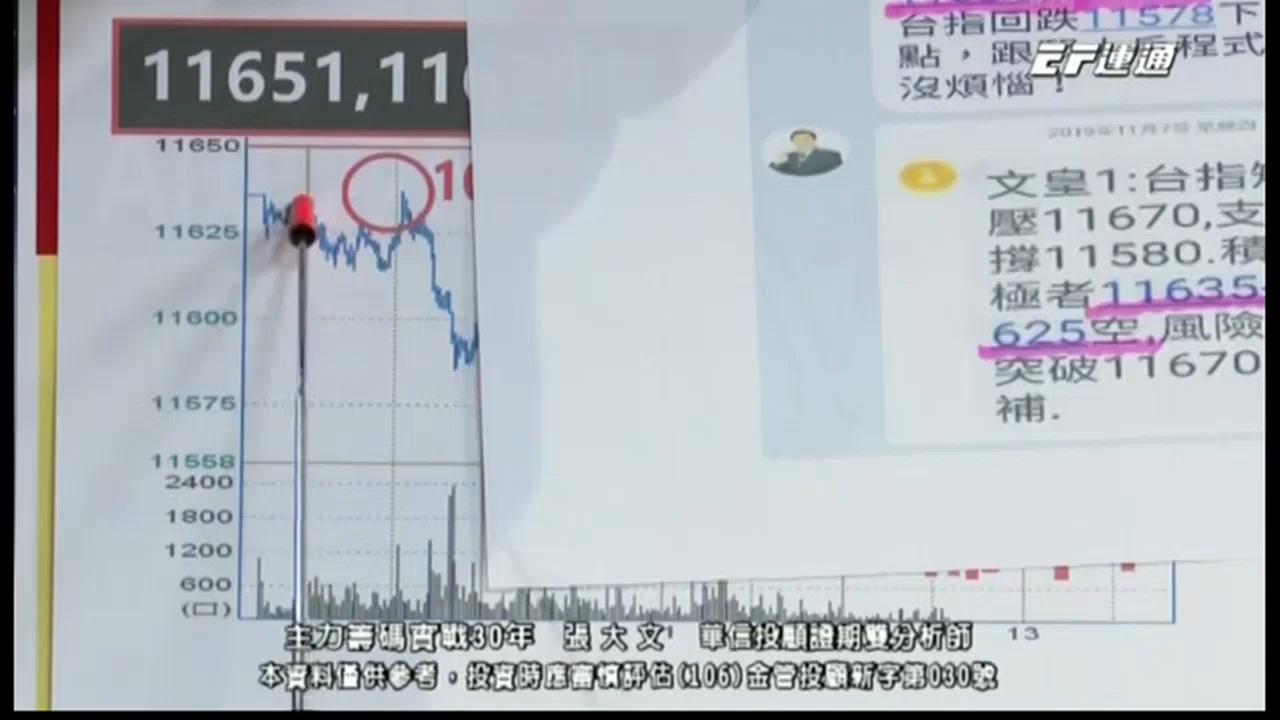 11651,11
11650
11625
11600
11575
11558
2400
1800
1200
600
(口)
10
13
台指回跌11578下
點，跟
程式
沒煩惱！
連通
2019年11月7日 星期四
文皇1:台指
壓11670,支
撐11580.積
極者11635
625空,風險
突破11670
補.
主力籌碼實戰30年 張大文 華信投顧證期雙分析師
本資料僅供參考，投資時應審慎評估(106)金管投顧新字第030號